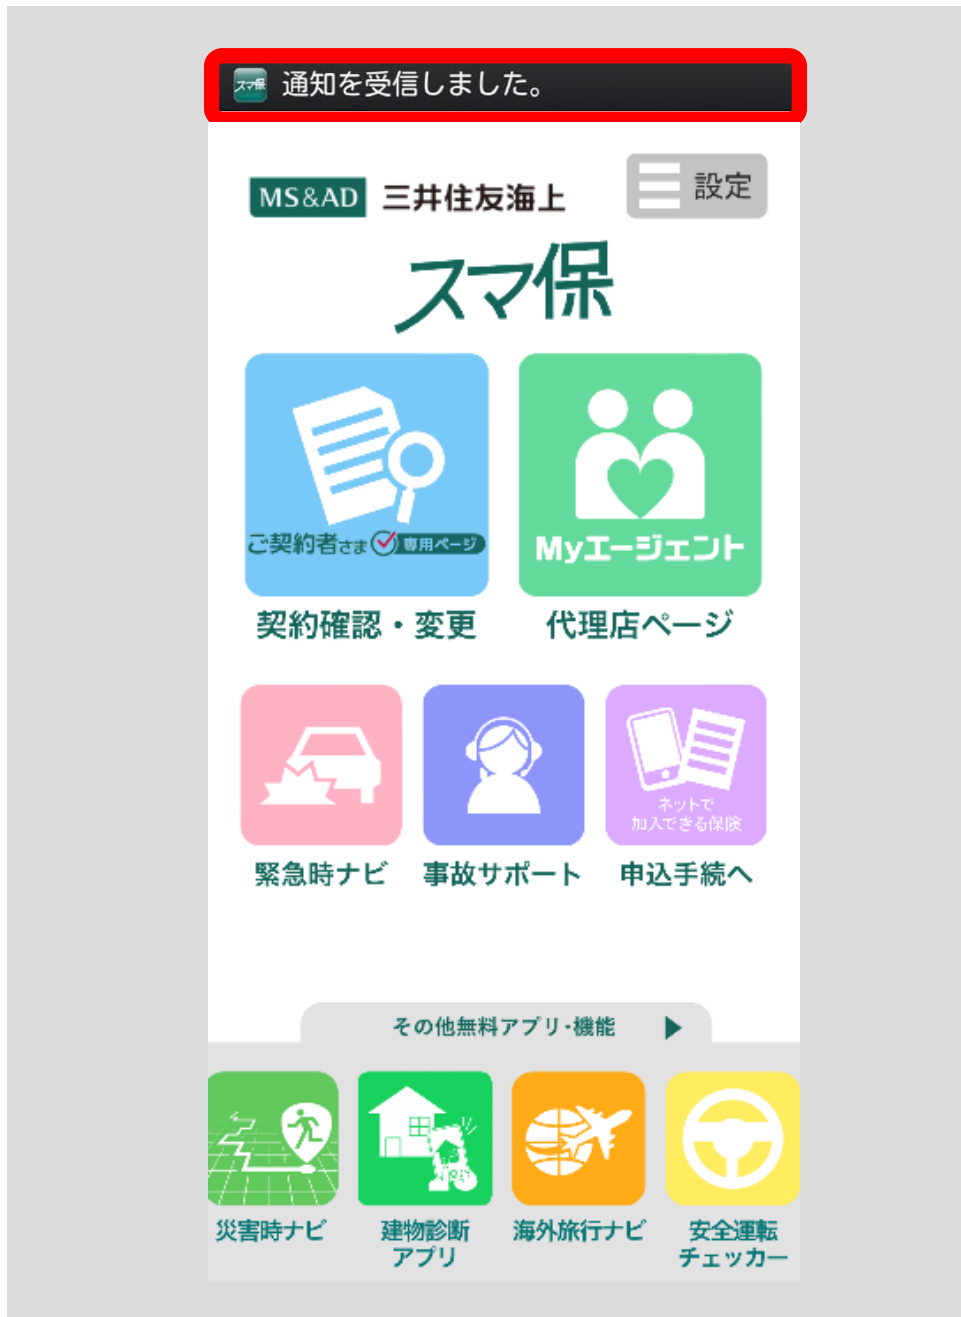 スマ保 通知を受信しました。
MS&AD 三井住友海上
設定
スマ保
ご契約者さま 専用ページ
Myエージェント
契約確認・変更
代理店ページ
ネットで
加入できる保険
緊急時ナビ
事故サポート
申込手続へ
その他無料アプリ・機能
災害時ナビ
建物診断
アプリ
海外旅行ナビ
安全運転
チェッカー